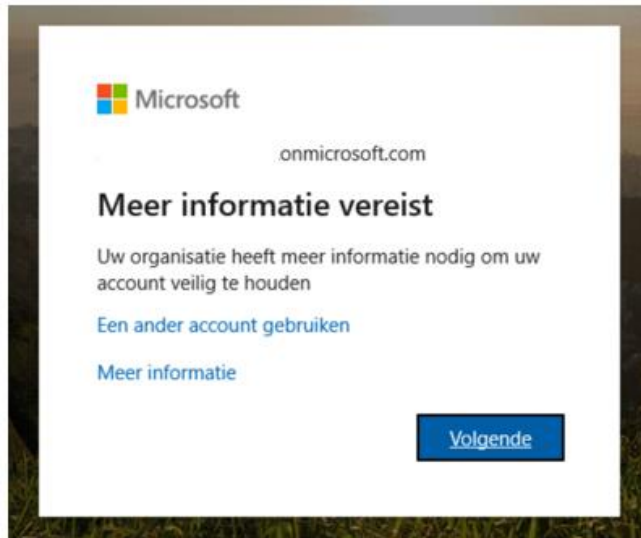 Microsoft
.onmicrosoft.com
Meer informatie vereist
Uw organisatie heeft meer informatie nodig om uw
account veilig te houden
Een ander account gebruiken
Meer informatie
Volgende